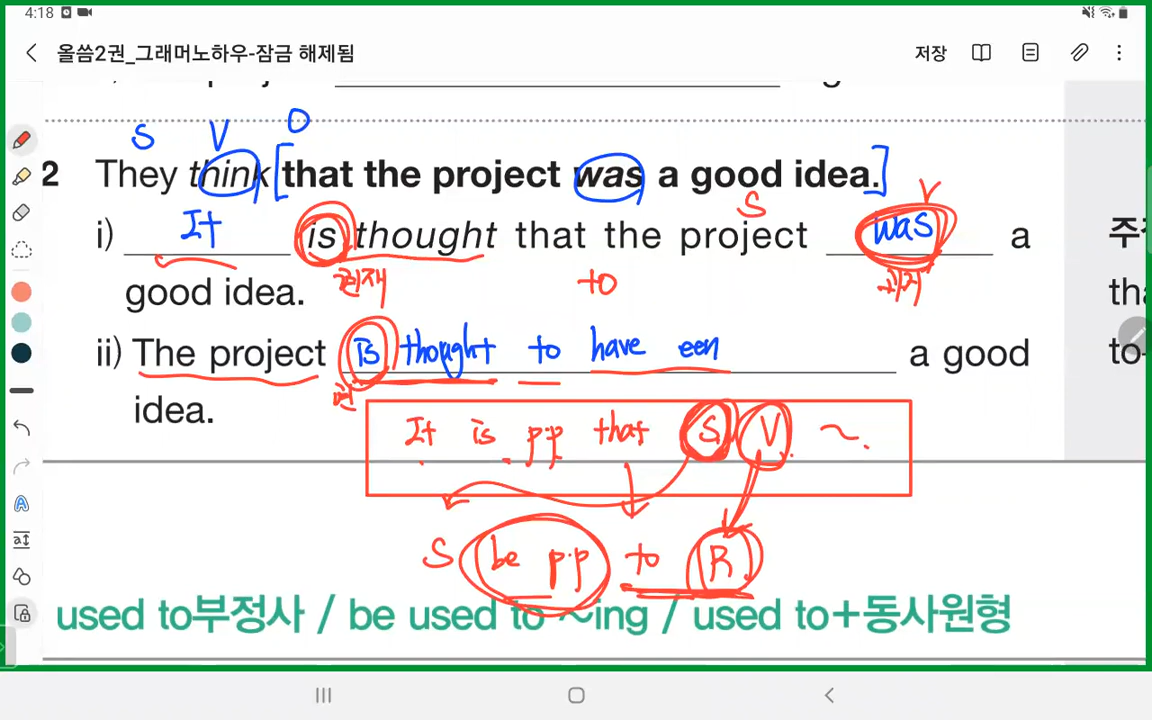 4:18
올씀2권_그래머노하우-잠금 해제됨 저장
S V O
2 They think [that the project was a good idea.]
S V
i) It is thought that the project was a 주
현재 to 과거
good idea. tha
ii) The project is thought to have een a good to
현
idea.
It is p.p that S V ~.
S be p.p to R
used to부정사 / be used to ~ing / used to+동사원형